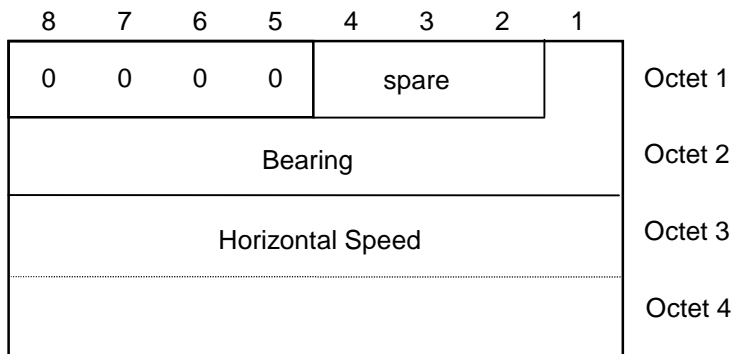 8 7 6 5 4 3 2 1
0 0 0 0 spare Octet 1
Bearing Octet 2
Horizontal Speed Octet 3
Octet 4